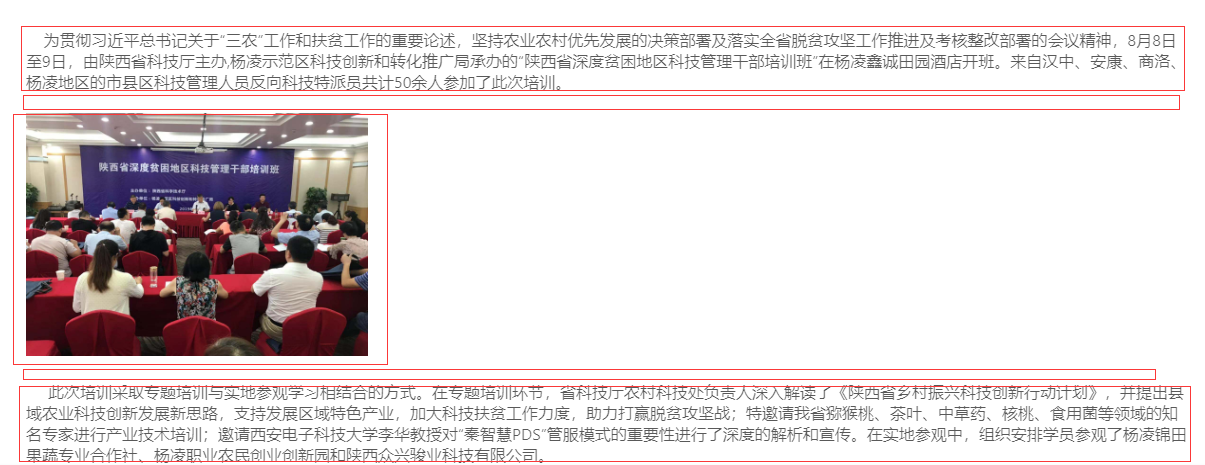 为贯彻习近平总书记关于“三农”工作和扶贫工作的重要论述，坚持农业农村优先发展的决策部署及落实全省脱贫攻坚工作推进及考核整改部署的会议精神，8月8日
至9日，由陕西省科技厅主办,杨凌示范区科技创新和转化推广局承办的“陕西省深度贫困地区科技管理干部培训班”在杨凌鑫诚田园酒店开班。来自汉中、安康、商洛、
杨凌地区的市县区科技管理人员反向科技特派员共计50余人参加了此次培训。
陕西省深度贫困地区科技管理干部培训班
此次培训采取专题培训与实地参观学习相结合的方式。在专题培训环节，省科技厅农村科技处负责人深入解读了《陕西省乡村振兴科技创新行动计划》，并提出县
域农业科技创新发展新思路，支持发展区域特色产业，加大科技扶贫工作力度，助力打赢脱贫攻坚战；特邀请我省猕猴桃、茶叶、中草药、核桃、食用菌等领域的知
名专家进行产业技术培训；邀请西安电子科技大学李华教授对“秦智慧PDS”管服模式的重要性进行了深度的解析和宣传。在实地参观中，组织安排学员参观了杨凌锦田
果蔬专业合作社、杨凌职业农民创业创新园和陕西众兴骏业科技有限公司。